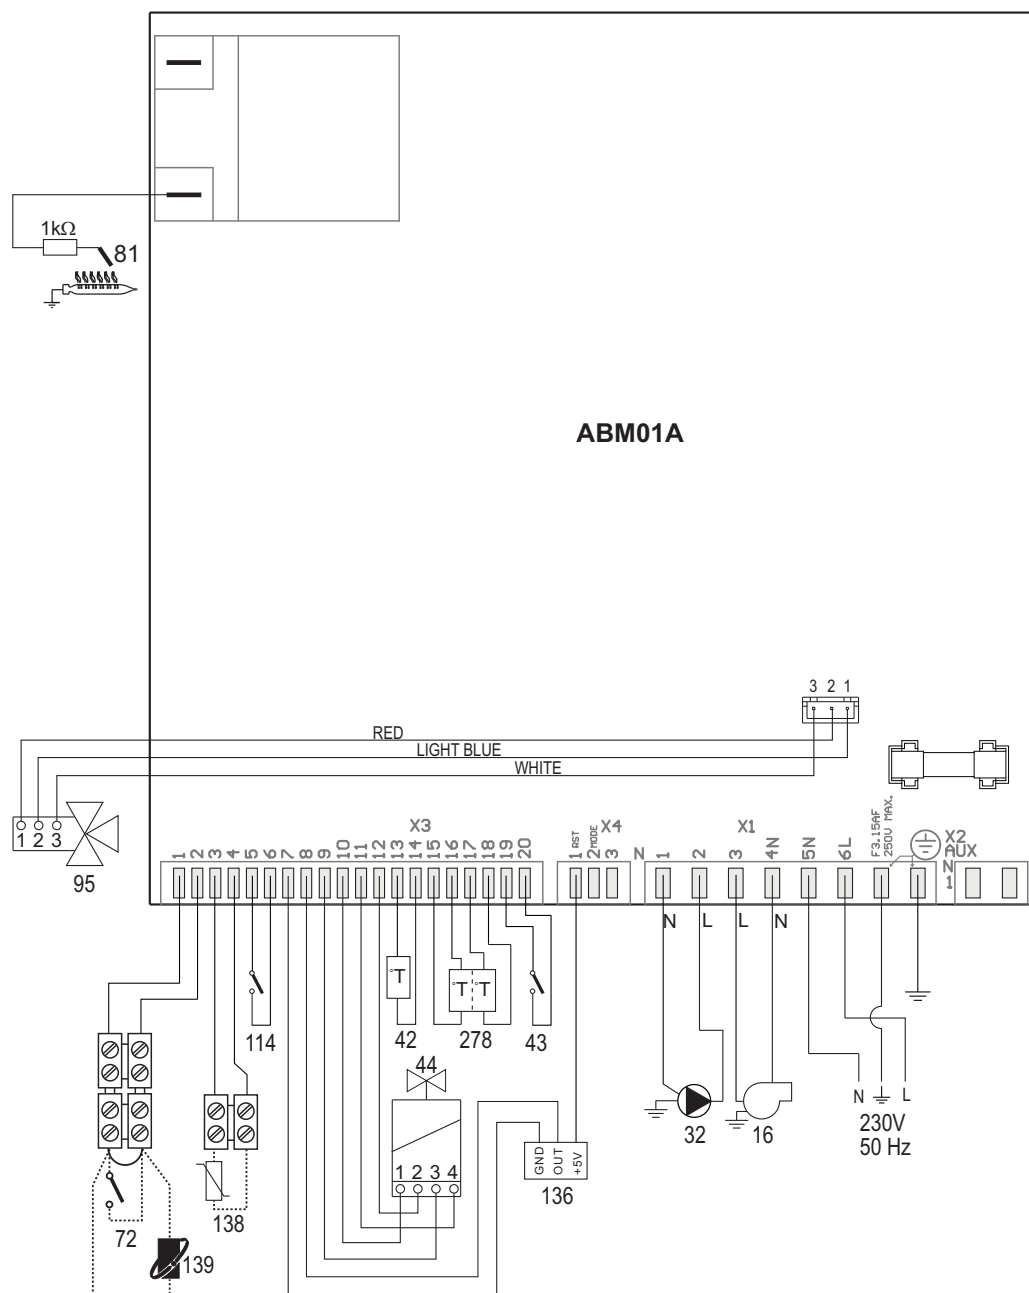 1kΩ
81
ABM01A
3 2 1
RED
LIGHT BLUE
WHITE
1 2 3
95
X3
1 2 3 4 5 6 7 8 9 10 11 12 13 14 15 16 17 18 19 20
X4
1 RST
2 MODE
3
N
X1
1 2 3 4N 5N 6L
F3.15AF
250V MAX.
X2
AUX
N
1
N L L N
°T
42
°T °T
278
43
114
44
1 2 3 4
GND
OUT
+5V
136
32
16
N L
230V
50 Hz
72
138
139